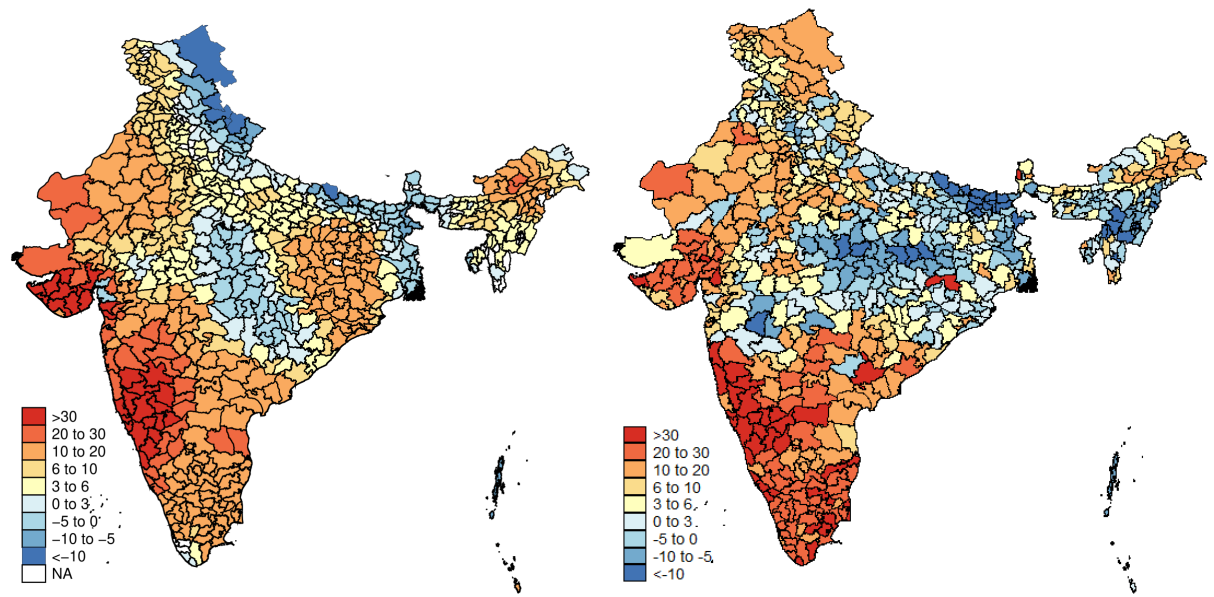 >30
20 to 30
10 to 20
6 to 10
3 to 6
0 to 3
−5 to 0
−10 to −5
<−10
NA
>30
20 to 30
10 to 20
6 to 10
3 to 6
0 to 3
-5 to 0
-10 to -5
<-10